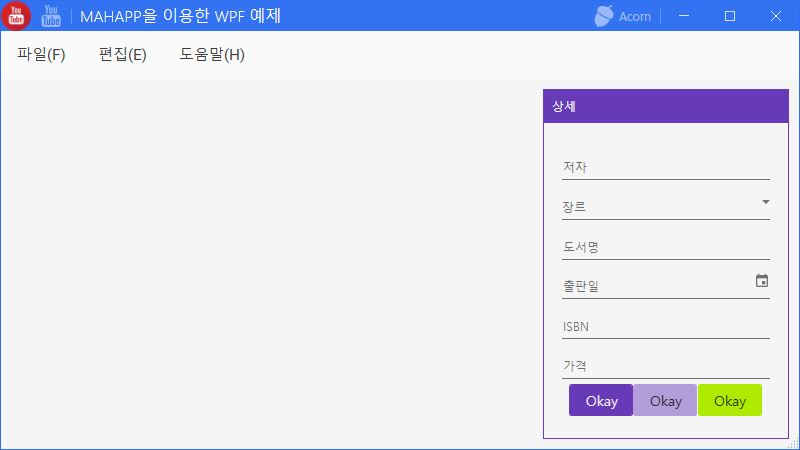 You Tube You Tube MAHAPP을 이용한 WPF 예제 Acorn
파일(F) 편집(E) 도움말(H)
상세
저자
장르
도서명
출판일
ISBN
가격
Okay Okay Okay